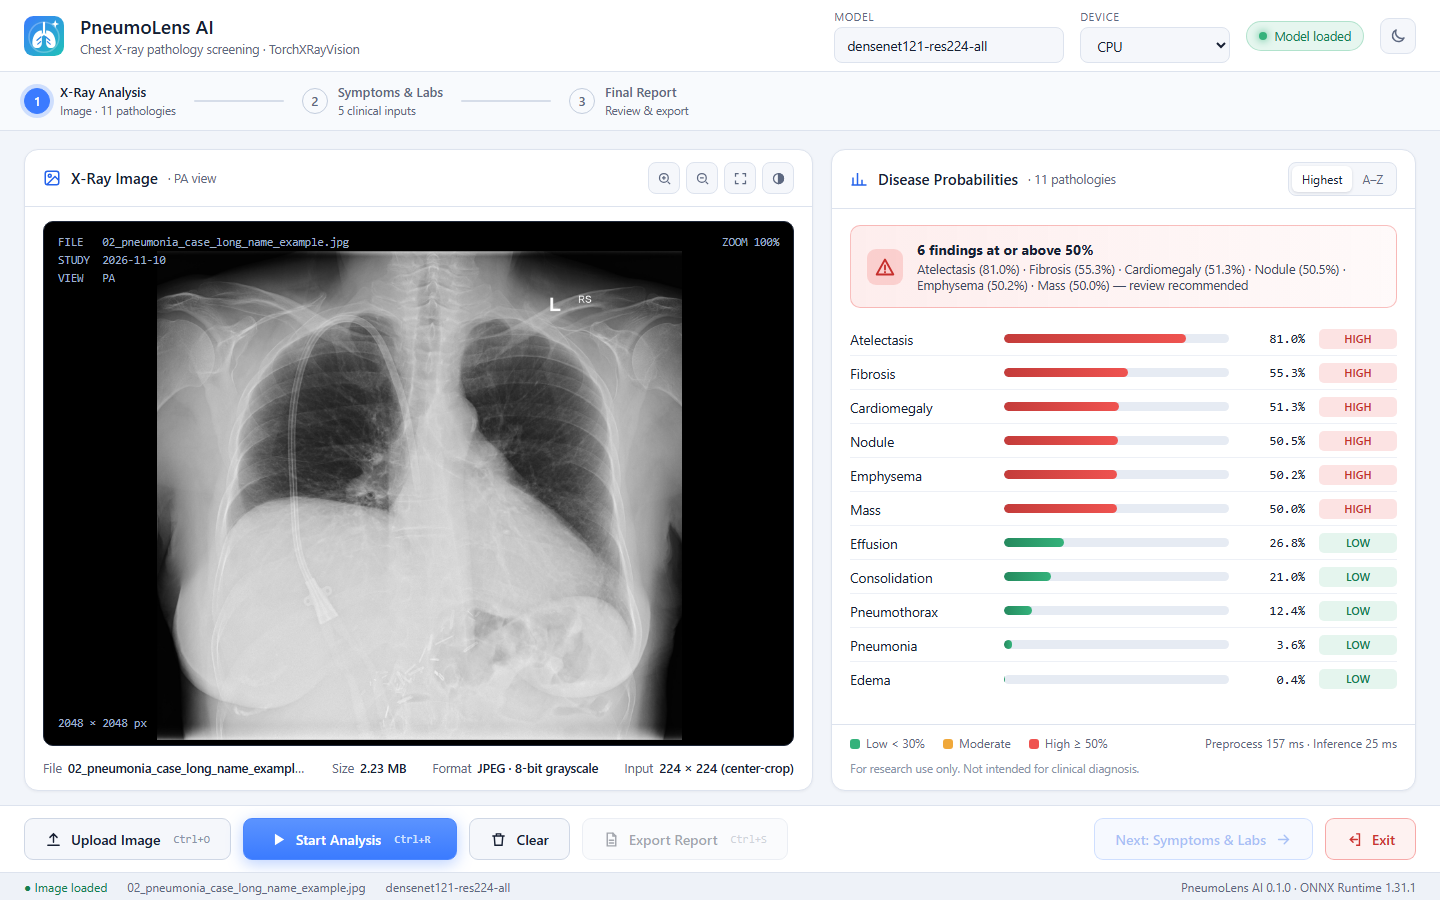 PneumoLens AI
Chest X-ray pathology screening · TorchXRayVision
MODEL
densenet121-res224-all
DEVICE
CPU
Model loaded
1
X-Ray Analysis
Image · 11 pathologies
2
Symptoms & Labs
5 clinical inputs
3
Final Report
Review & export
X-Ray Image · PA view
FILE 02_pneumonia_case_long_name_example.jpg
STUDY 2026-11-10
VIEW PA
ZOOM 100%
L RS
2048 × 2048 px
File 02_pneumonia_case_long_name_exampl...
Size 2.23 MB
Format JPEG · 8-bit grayscale
Input 224 × 224 (center-crop)
Disease Probabilities · 11 pathologies
Highest
A–Z
6 findings at or above 50%
Atelectasis (81.0%) · Fibrosis (55.3%) · Cardiomegaly (51.3%) · Nodule (50.5%) ·
Emphysema (50.2%) · Mass (50.0%) — review recommended
Atelectasis 81.0% HIGH
Fibrosis 55.3% HIGH
Cardiomegaly 51.3% HIGH
Nodule 50.5% HIGH
Emphysema 50.2% HIGH
Mass 50.0% HIGH
Effusion 26.8% LOW
Consolidation 21.0% LOW
Pneumothorax 12.4% LOW
Pneumonia 3.6% LOW
Edema 0.4% LOW
Low < 30%
Moderate
High ≥ 50%
Preprocess 157 ms · Inference 25 ms
For research use only. Not intended for clinical diagnosis.
Upload Image Ctrl+O
Start Analysis Ctrl+R
Clear
Export Report Ctrl+S
Next: Symptoms & Labs →
Exit
● Image loaded
02_pneumonia_case_long_name_example.jpg
densenet121-res224-all
PneumoLens AI 0.1.0 · ONNX Runtime 1.31.1